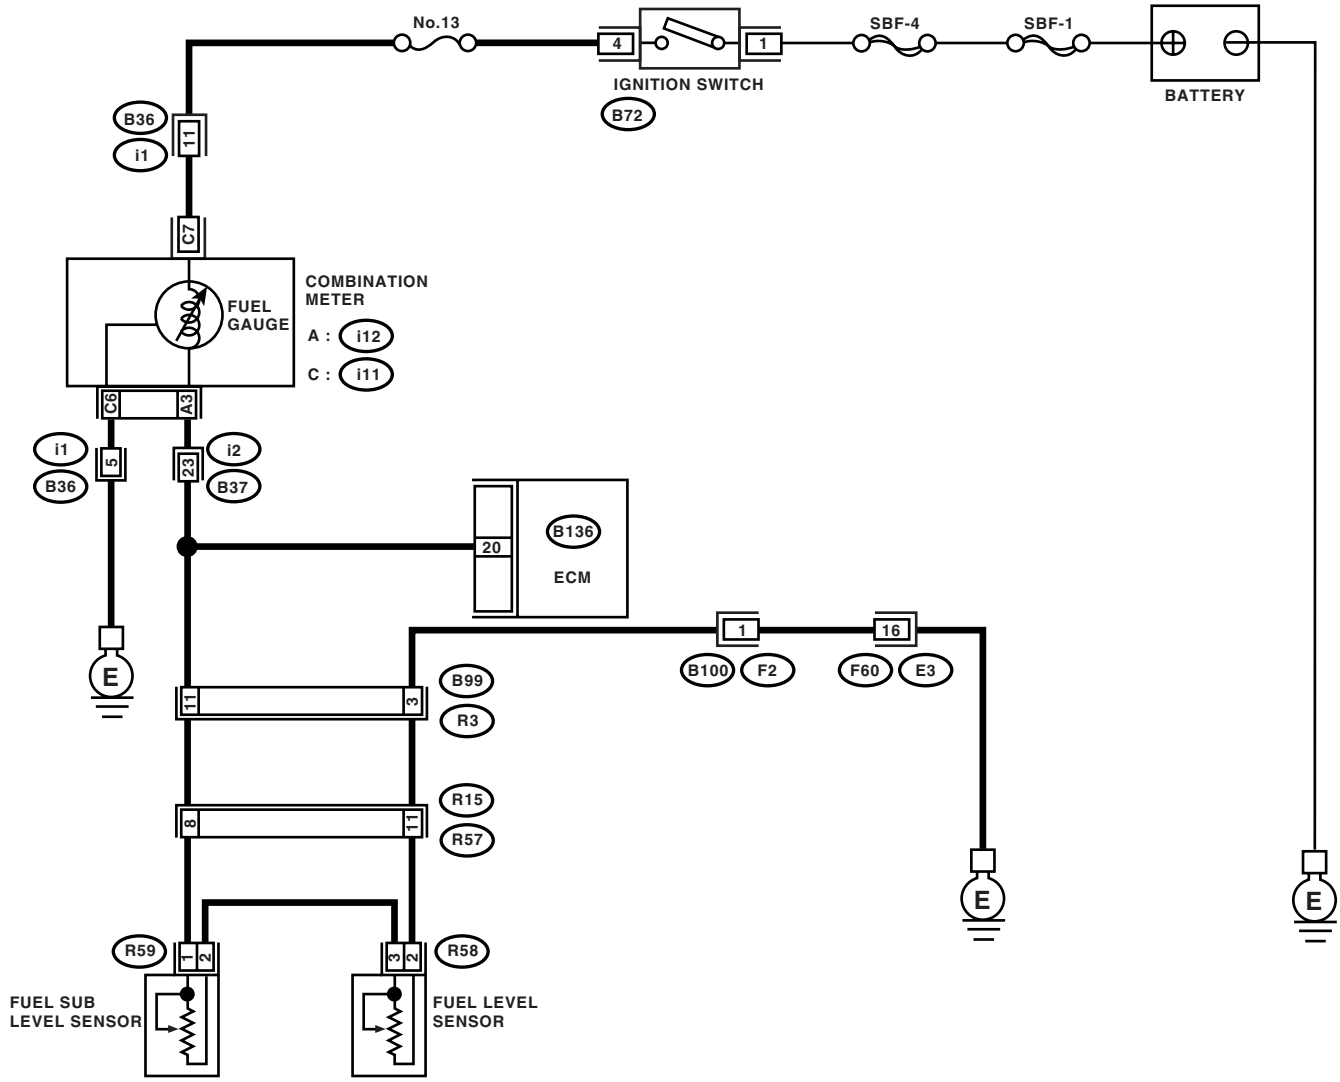 No.13
SBF-4
SBF-1
4
1
IGNITION SWITCH
B72
BATTERY
B36
i1
11
C7
COMBINATION
METER
FUEL
GAUGE
A : i12
C : i11
C6
A3
i1
B36
5
23
i2
B37
20
B136
ECM
1
16
B100
F2
F60
E3
E
11
3
B99
R3
8
11
R15
R57
E
E
R59
1
2
3
2
R58
FUEL SUB
LEVEL SENSOR
FUEL LEVEL
SENSOR